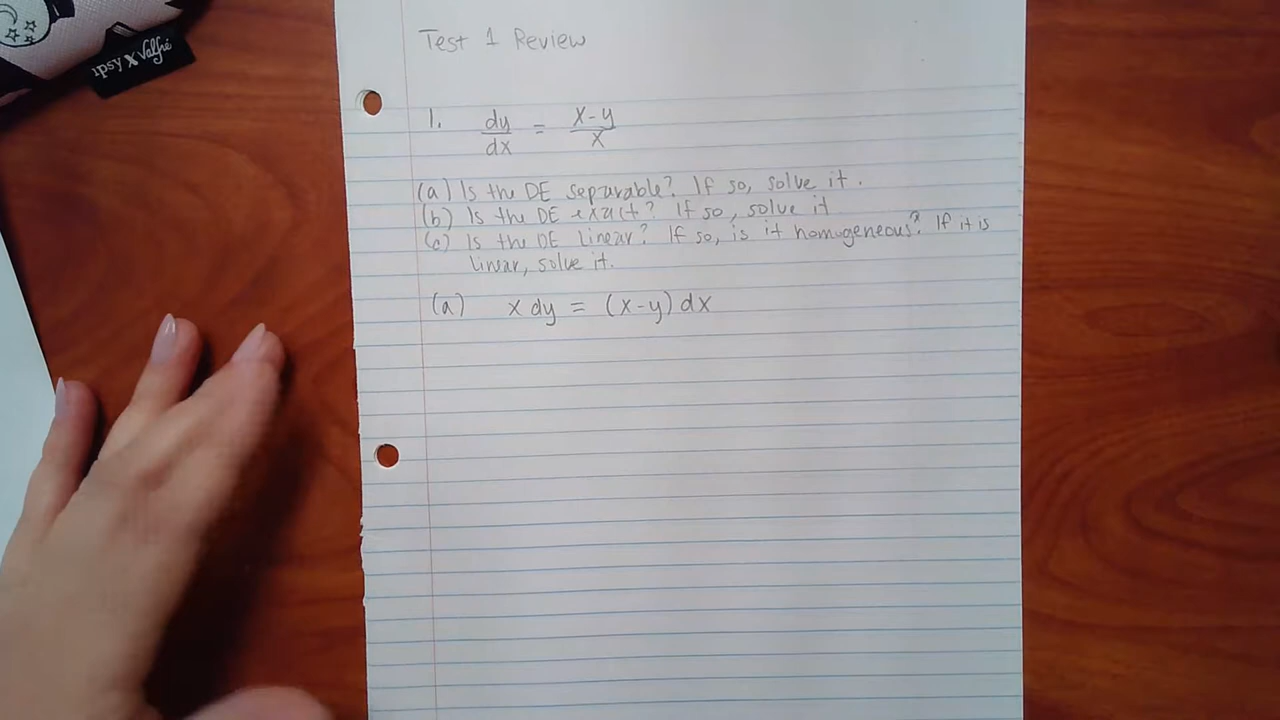 ipsy x Valfré
Test 1 Review
1. dy/dx = x-y/x
(a) Is the DE separable? If so, solve it.
(b) Is the DE exact? If so, solve it
(c) Is the DE Linear? If so, is it homogeneous? If it is
linear, solve it.
(a) x dy = (x-y) dx